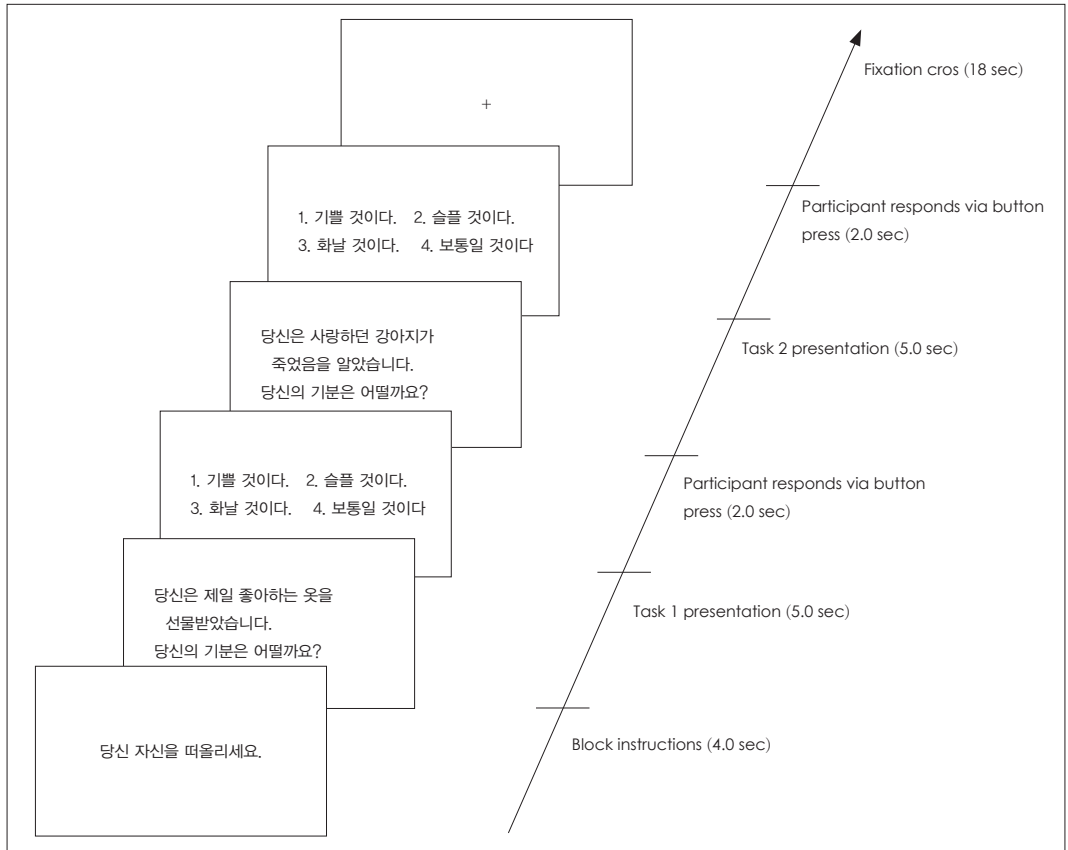 +
1. 기쁠 것이다. 2. 슬플 것이다.
3. 화날 것이다. 4. 보통일 것이다
당신은 사랑하던 강아지가
죽었음을 알았습니다.
당신의 기분은 어떨까요?
1. 기쁠 것이다. 2. 슬플 것이다.
3. 화날 것이다. 4. 보통일 것이다
당신은 제일 좋아하는 옷을
선물받았습니다.
당신의 기분은 어떨까요?
당신 자신을 떠올리세요.
Fixation cros (18 sec)
Participant responds via button
press (2.0 sec)
Task 2 presentation (5.0 sec)
Participant responds via button
press (2.0 sec)
Task 1 presentation (5.0 sec)
Block instructions (4.0 sec)